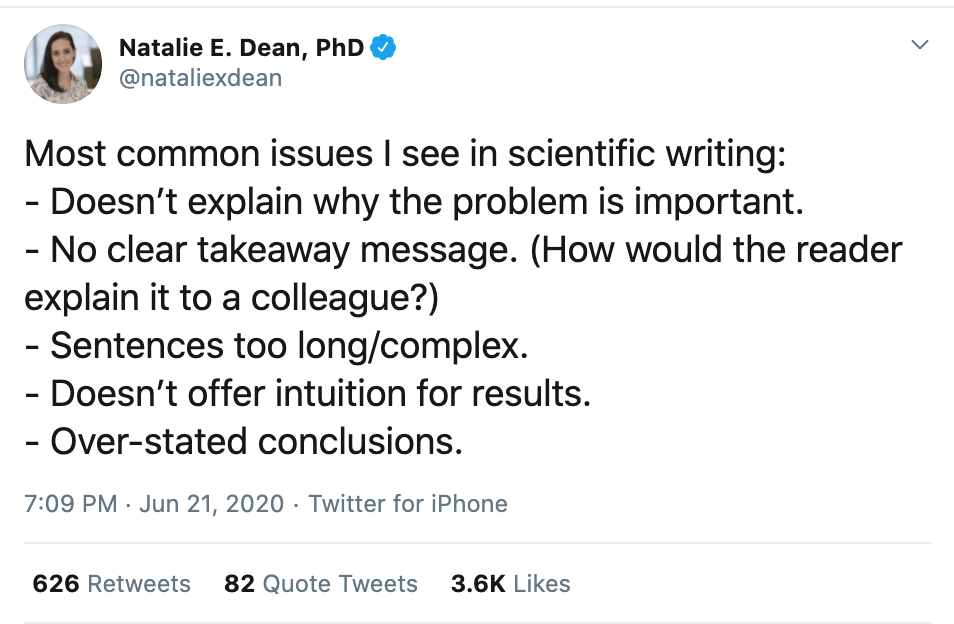 Natalie E. Dean, PhD
@nataliexdean
Most common issues I see in scientific writing:
- Doesn’t explain why the problem is important.
- No clear takeaway message. (How would the reader
explain it to a colleague?)
- Sentences too long/complex.
- Doesn’t offer intuition for results.
- Over-stated conclusions.
7:09 PM · Jun 21, 2020 · Twitter for iPhone
626 Retweets 82 Quote Tweets 3.6K Likes